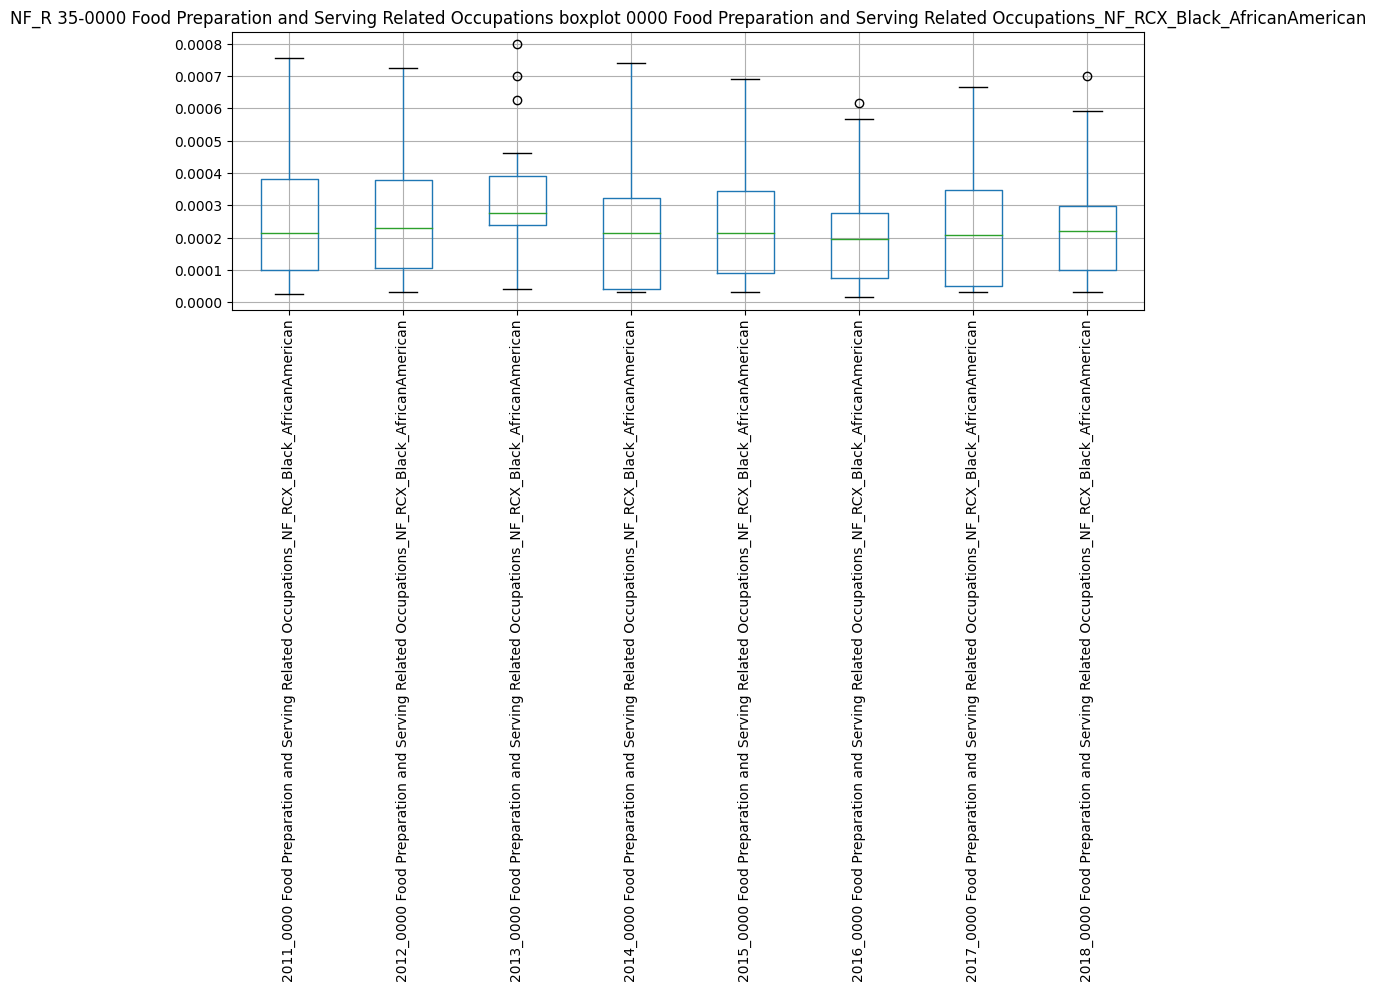 NF_R 35-0000 Food Preparation and Serving Related Occupations boxplot 0000 Food Preparation and Serving Related Occupations_NF_RCX_Black_AfricanAmerican
0.0008
0.0007
0.0006
0.0005
0.0004
0.0003
0.0002
0.0001
0.0000
2011_0000 Food Preparation and Serving Related Occupations_NF_RCX_Black_AfricanAmerican
2012_0000 Food Preparation and Serving Related Occupations_NF_RCX_Black_AfricanAmerican
2013_0000 Food Preparation and Serving Related Occupations_NF_RCX_Black_AfricanAmerican
2014_0000 Food Preparation and Serving Related Occupations_NF_RCX_Black_AfricanAmerican
2015_0000 Food Preparation and Serving Related Occupations_NF_RCX_Black_AfricanAmerican
2016_0000 Food Preparation and Serving Related Occupations_NF_RCX_Black_AfricanAmerican
2017_0000 Food Preparation and Serving Related Occupations_NF_RCX_Black_AfricanAmerican
2018_0000 Food Preparation and Serving Related Occupations_NF_RCX_Black_AfricanAmerican